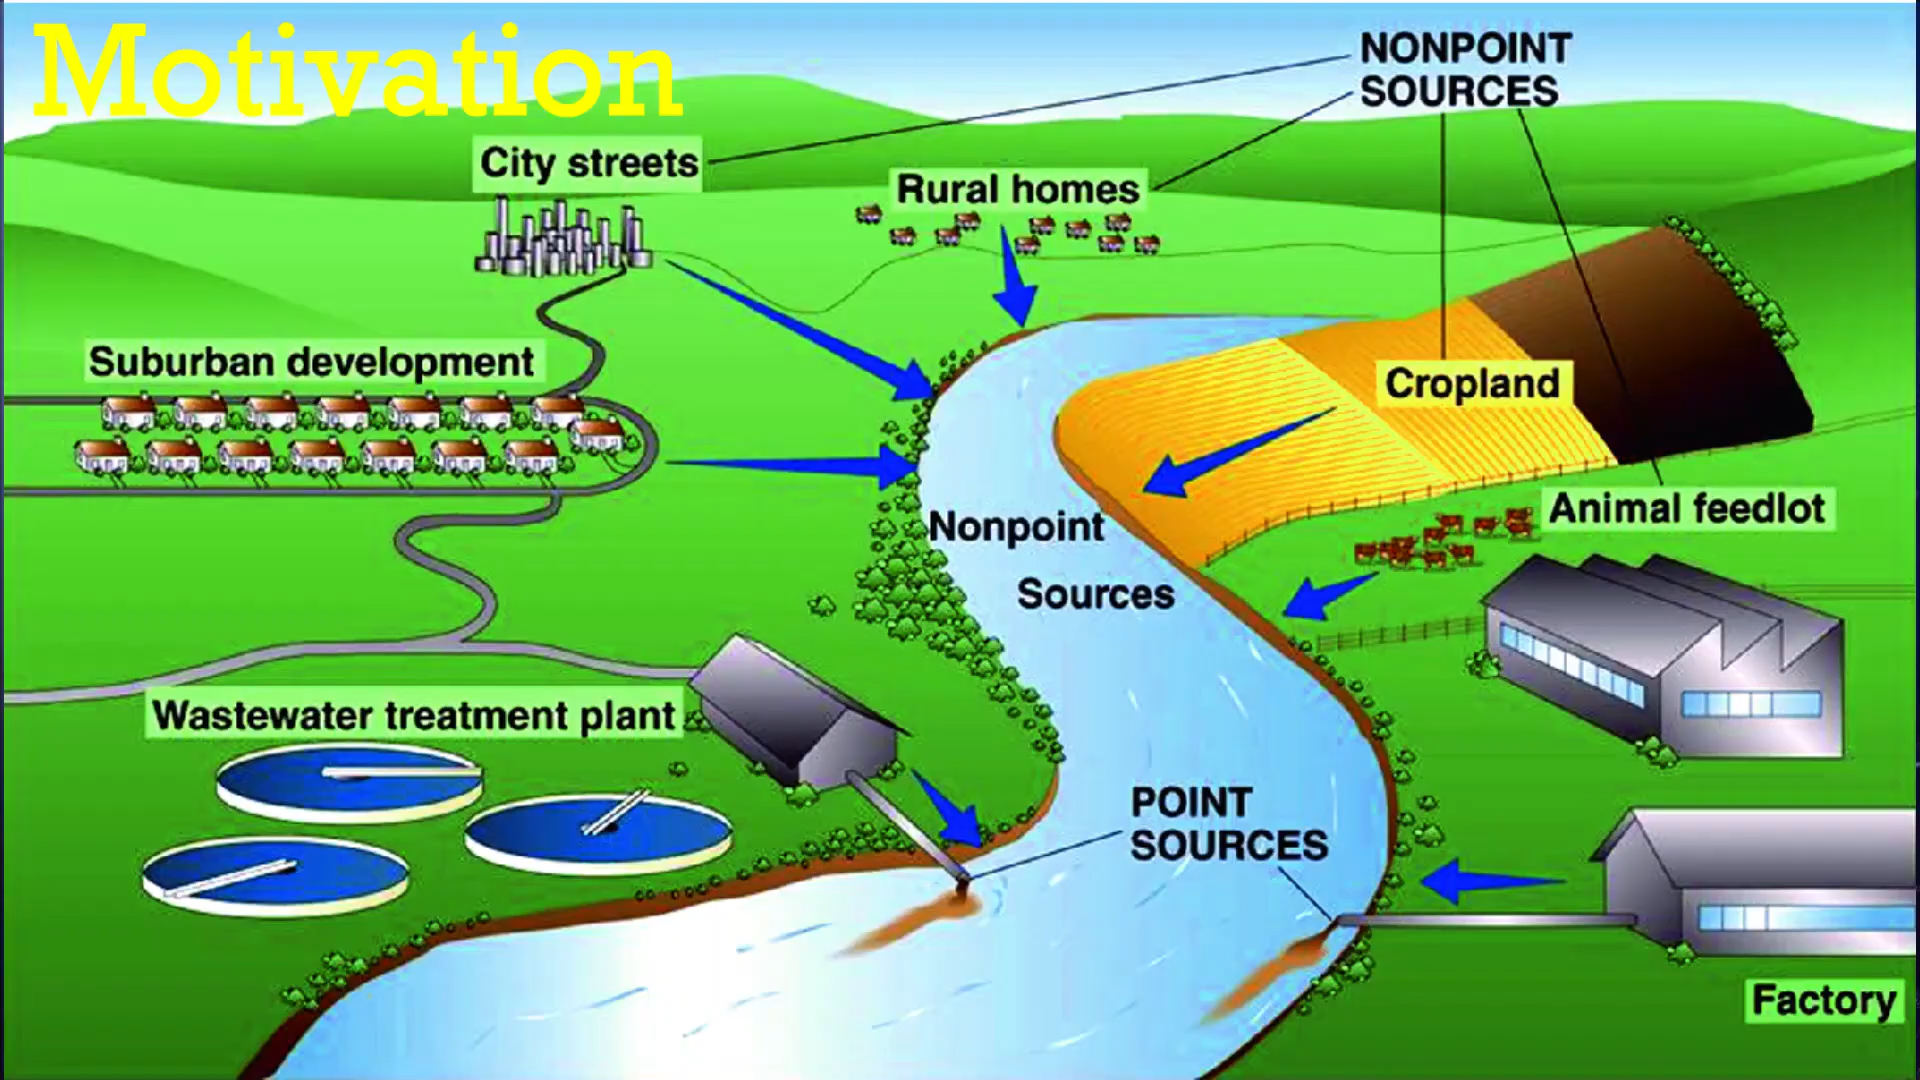 Motivation
NONPOINT
SOURCES
City streets
Rural homes
Suburban development
Cropland
Animal feedlot
Nonpoint
Sources
Wastewater treatment plant
POINT
SOURCES
Factory